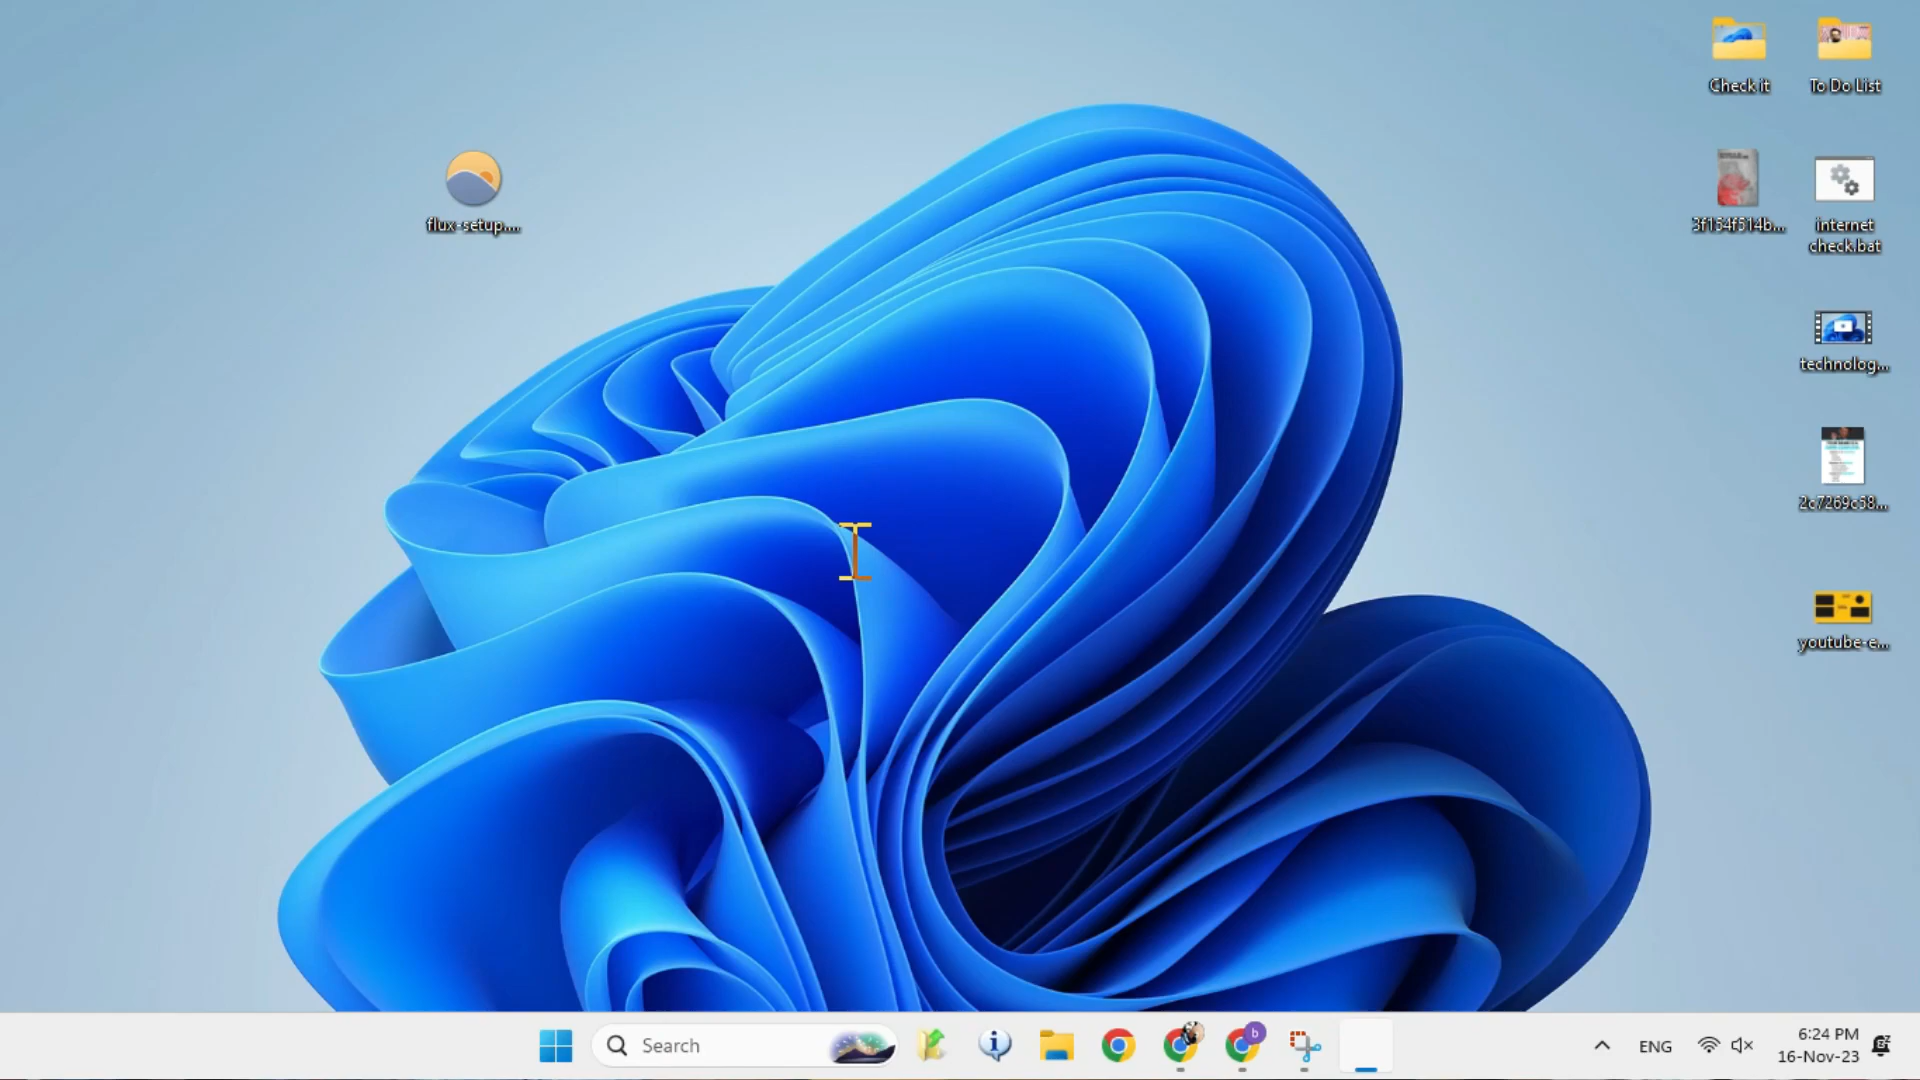 Check it
To Do List
flux-setup....
3f154f514b...
internet
check.bat
technolog...
2c7269c58...
youtube-e...
Search
b
ENG
6:24 PM
16-Nov-23